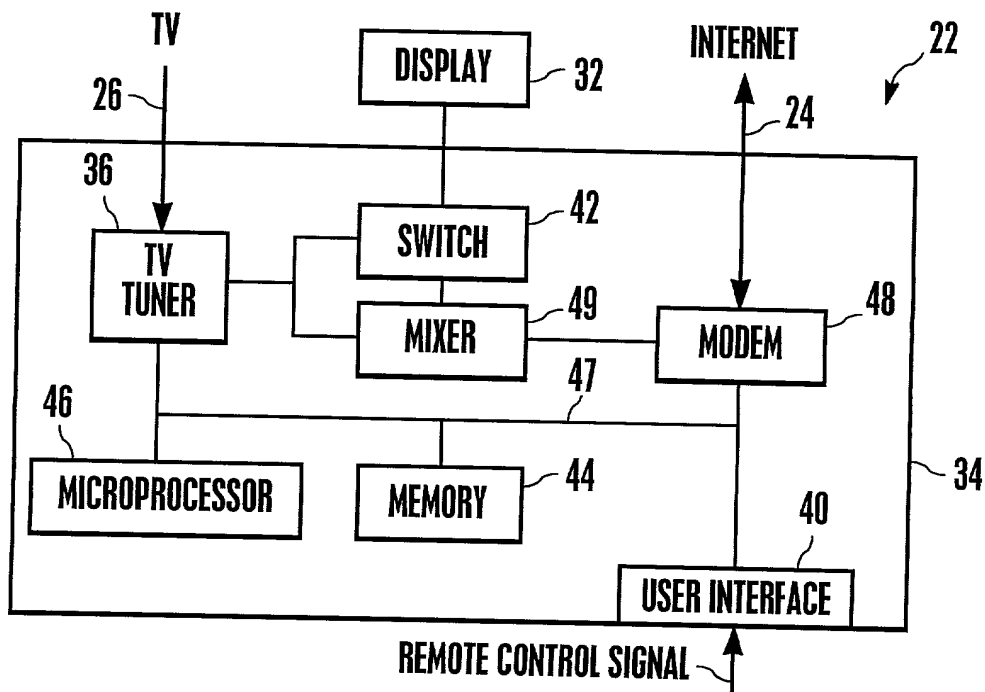 TV
DISPLAY
INTERNET
22
26
32
24
36
TV
TUNER
SWITCH
42
MIXER
49
MODEM
48
46
47
MICROPROCESSOR
MEMORY
44
34
40
USER INTERFACE
REMOTE CONTROL SIGNAL